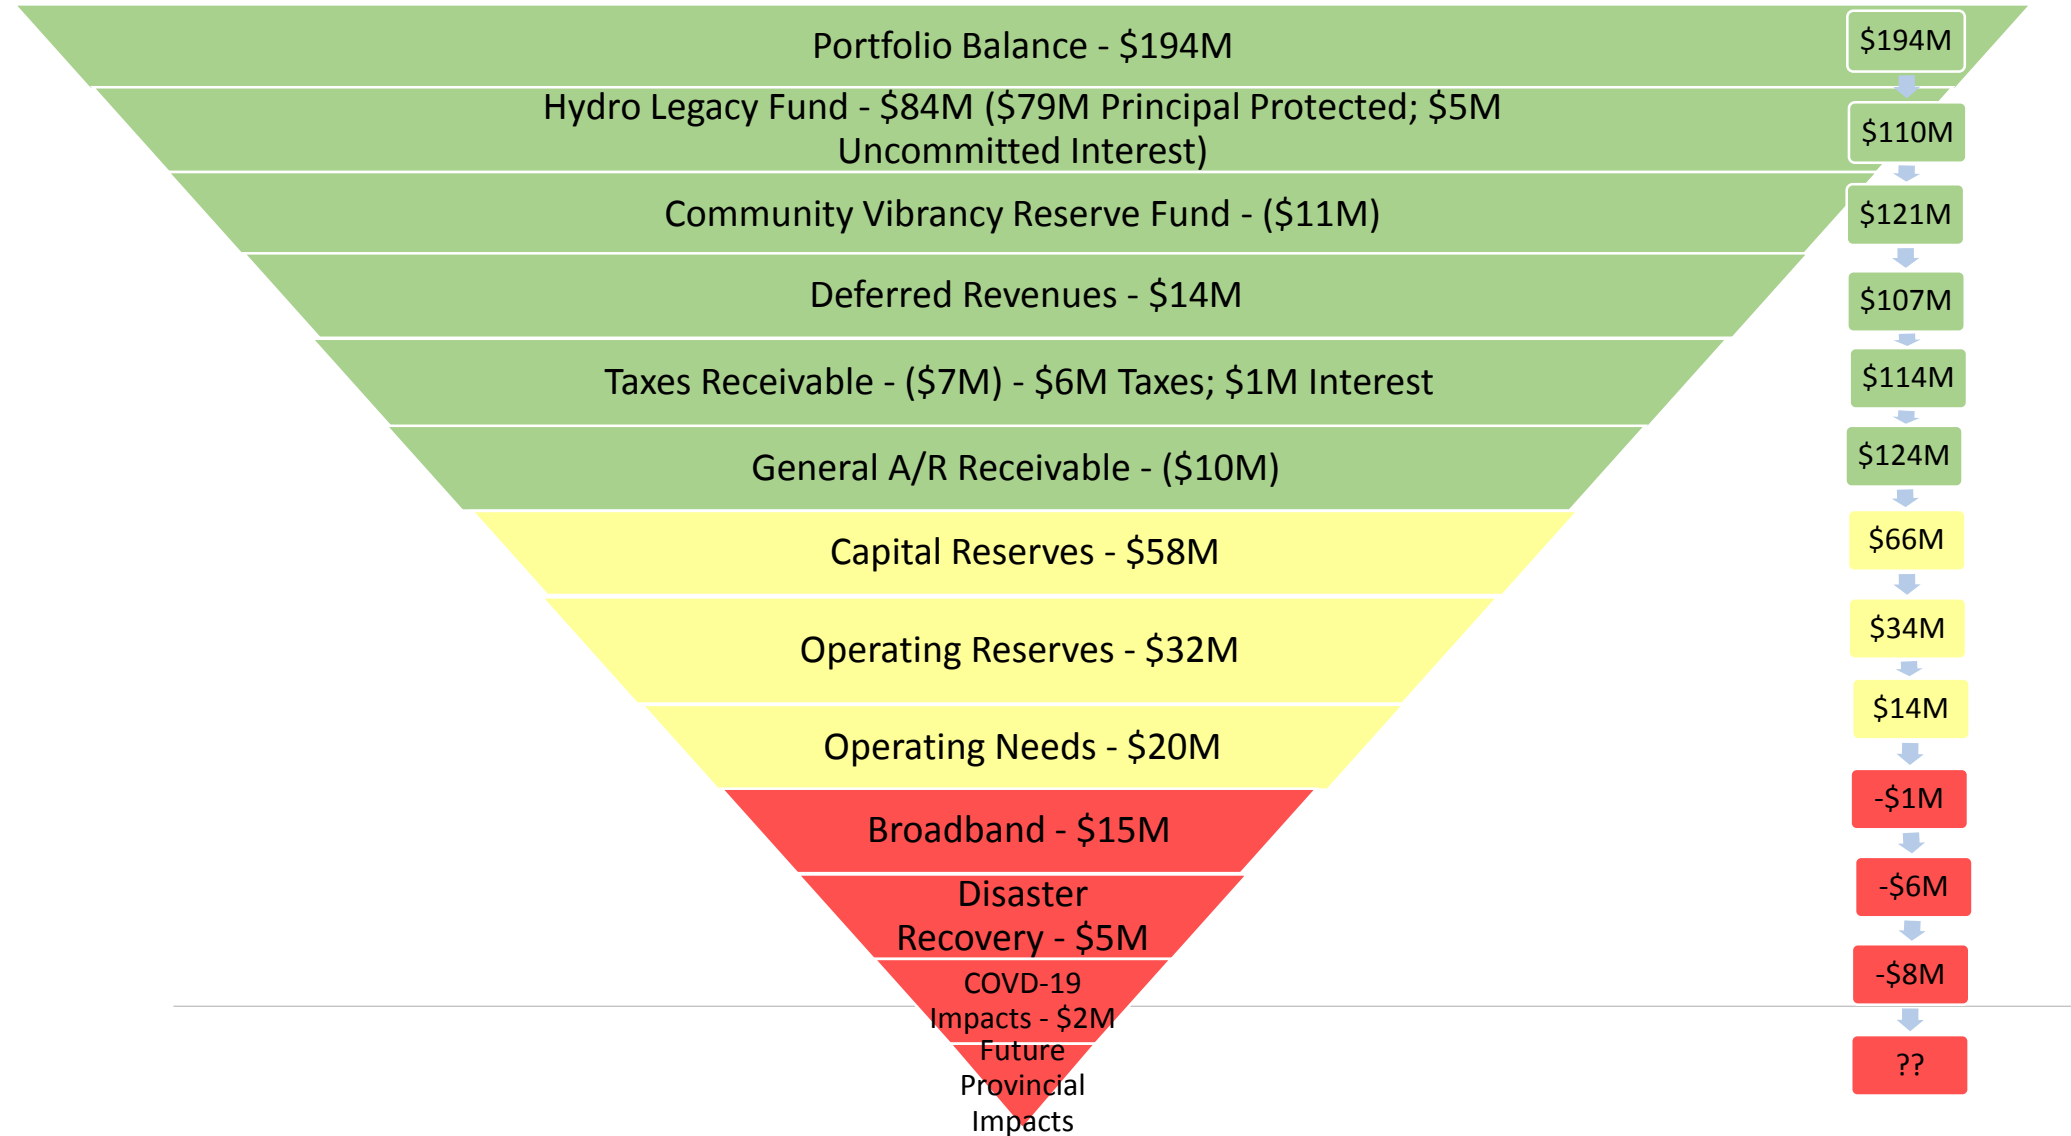 Portfolio Balance - $194M
$194M
Hydro Legacy Fund - $84M ($79M Principal Protected; $5M
Uncommitted Interest)
$110M
Community Vibrancy Reserve Fund - ($11M)
$121M
Deferred Revenues - $14M
$107M
Taxes Receivable - ($7M) - $6M Taxes; $1M Interest
$114M
General A/R Receivable - ($10M)
$124M
Capital Reserves - $58M
$66M
Operating Reserves - $32M
$34M
Operating Needs - $20M
$14M
Broadband - $15M
-$1M
Disaster
Recovery - $5M
-$6M
COVD-19
Impacts - $2M
-$8M
Future
Provincial
Impacts
??